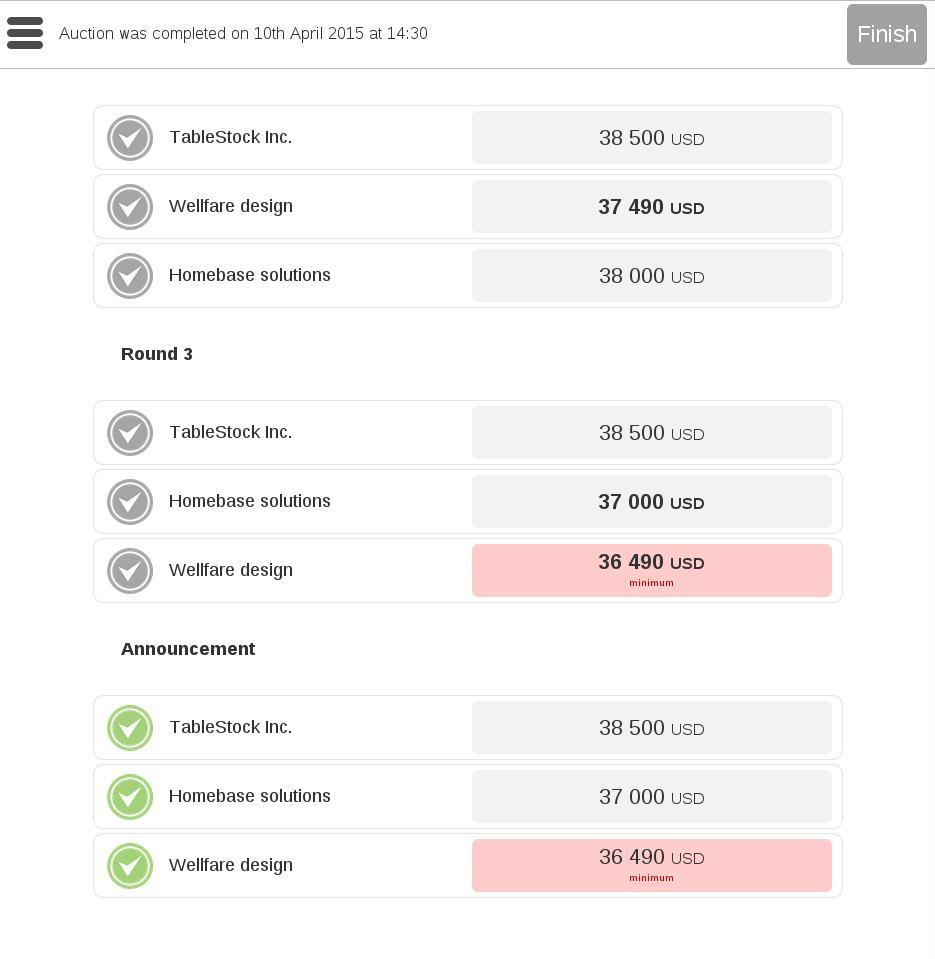 Auction was completed on 10th April 2015 at 14:30
Finish
TableStock Inc.
38 500 USD
Wellfare design
37 490 USD
Homebase solutions
38 000 USD
Round 3
TableStock Inc.
38 500 USD
Homebase solutions
37 000 USD
Wellfare design
36 490 USD
minimum
Announcement
TableStock Inc.
38 500 USD
Homebase solutions
37 000 USD
Wellfare design
36 490 USD
minimum